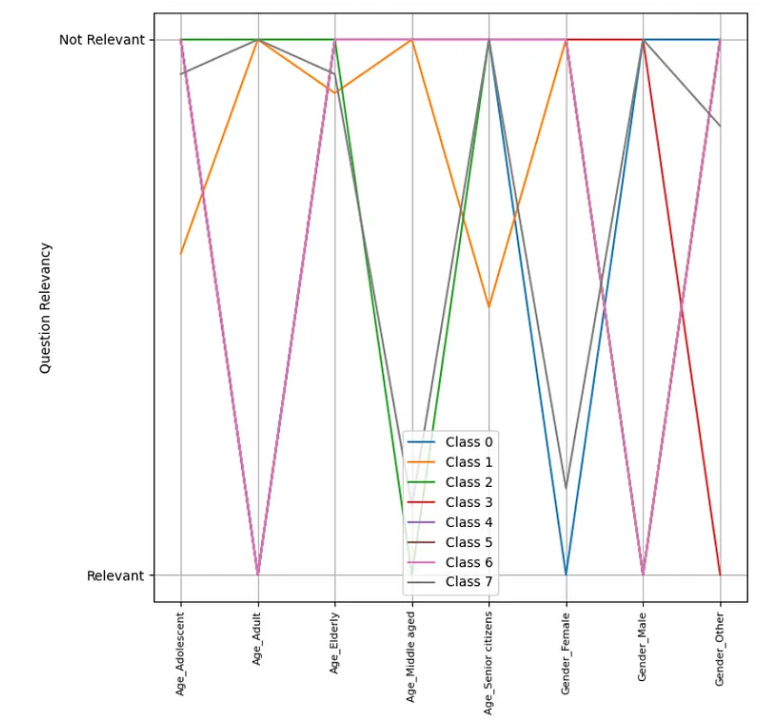 Not Relevant
Question Relevancy
Relevant
Class 0
Class 1
Class 2
Class 3
Class 4
Class 5
Class 6
Class 7
Age_Adolescent
Age_Adult
Age_Elderly
Age_Middle aged
Age_Senior citizens
Gender_Female
Gender_Male
Gender_Other